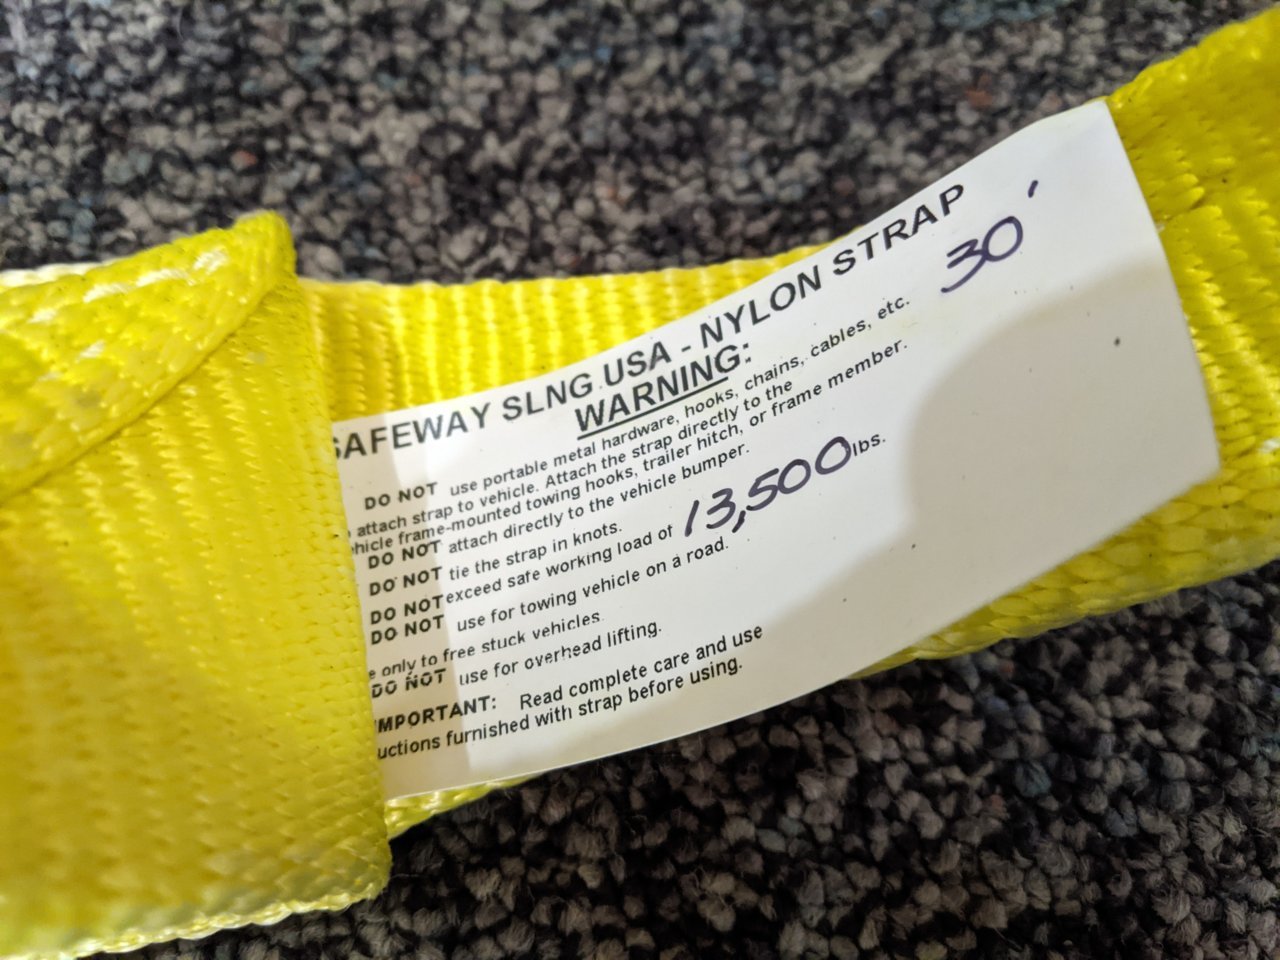 SAFEWAY SLNG USA - NYLON STRAP
30'
WARNING:
DO NOT use portable metal hardware, hooks, chains, cables, etc.
attach strap to vehicle. Attach the strap directly to the
hicle frame-mounted towing hooks, trailer hitch, or frame member.
DO NOT attach directly to the vehicle bumper.
DO NOT tie the strap in knots.
DO NOT exceed safe working load of 13,500 lbs.
DO NOT use for towing vehicle on a road.
e only to free stuck vehicles.
DO NOT use for overhead lifting.
IMPORTANT: Read complete care and use
uctions furnished with strap before using.